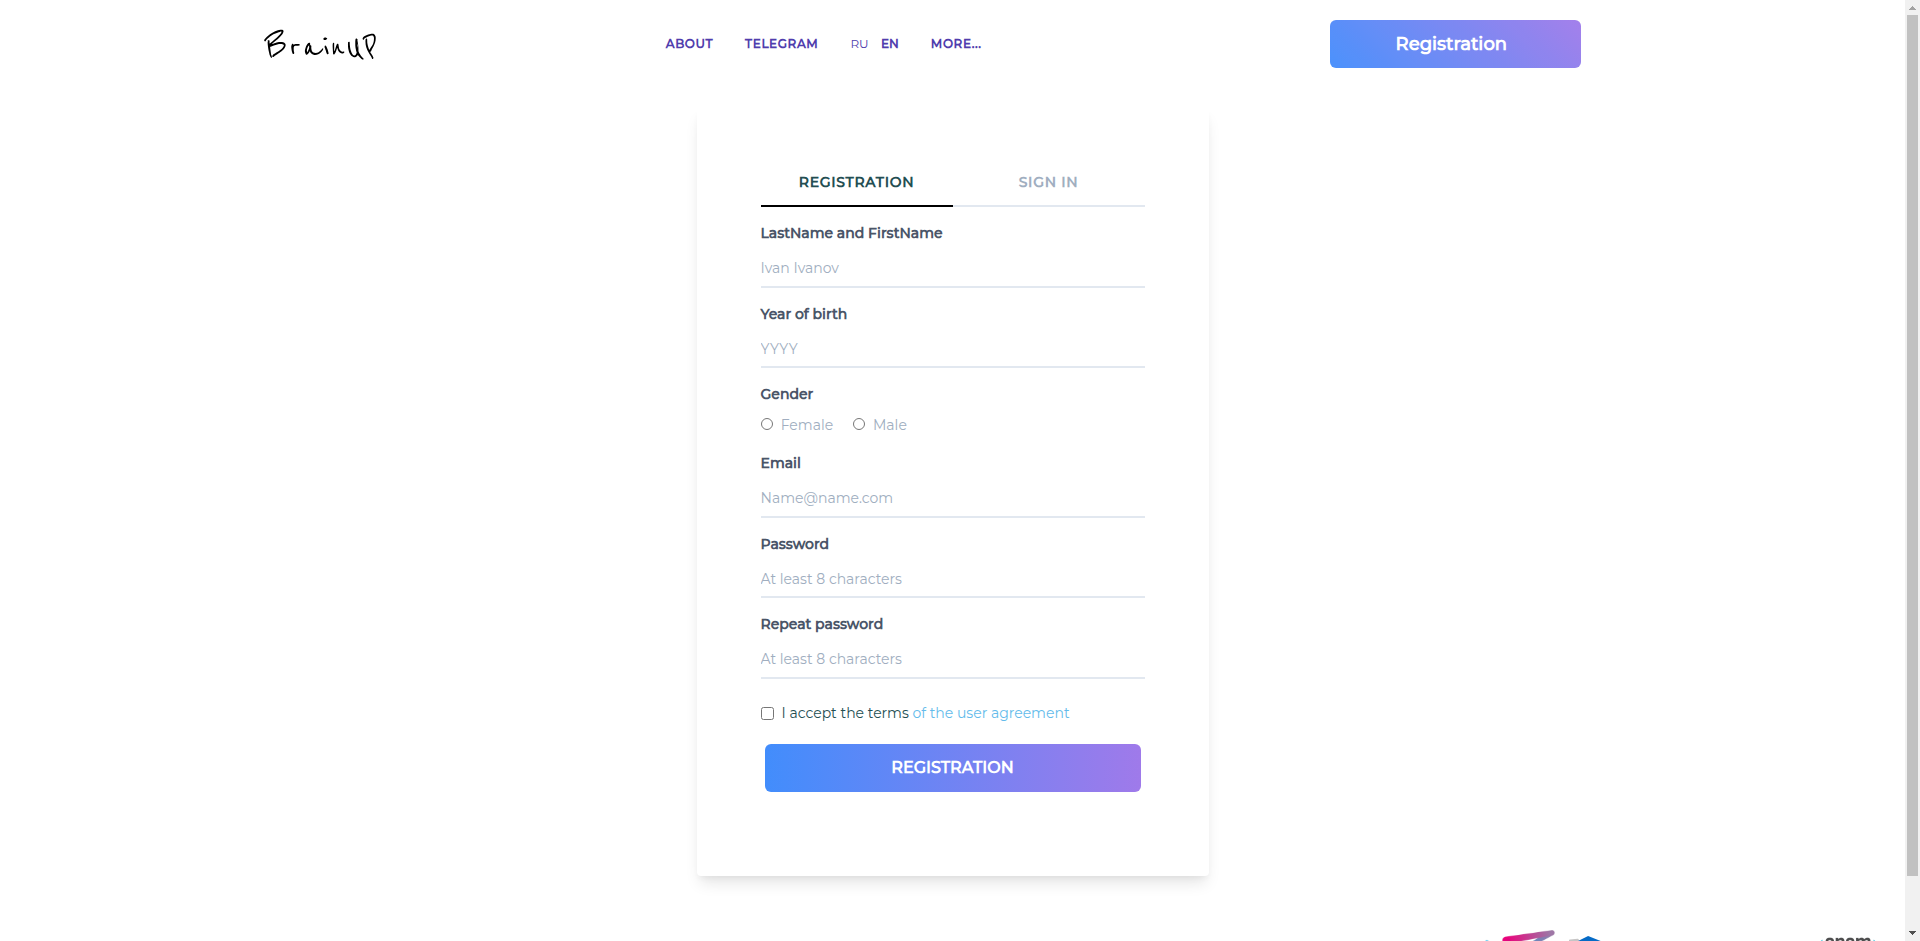 BrainUP
ABOUT TELEGRAM RU EN MORE...
Registration
REGISTRATION SIGN IN
LastName and FirstName
Ivan Ivanov
Year of birth
YYYY
Gender
Female Male
Email
Name@name.com
Password
At least 8 characters
Repeat password
At least 8 characters
I accept the terms of the user agreement
REGISTRATION